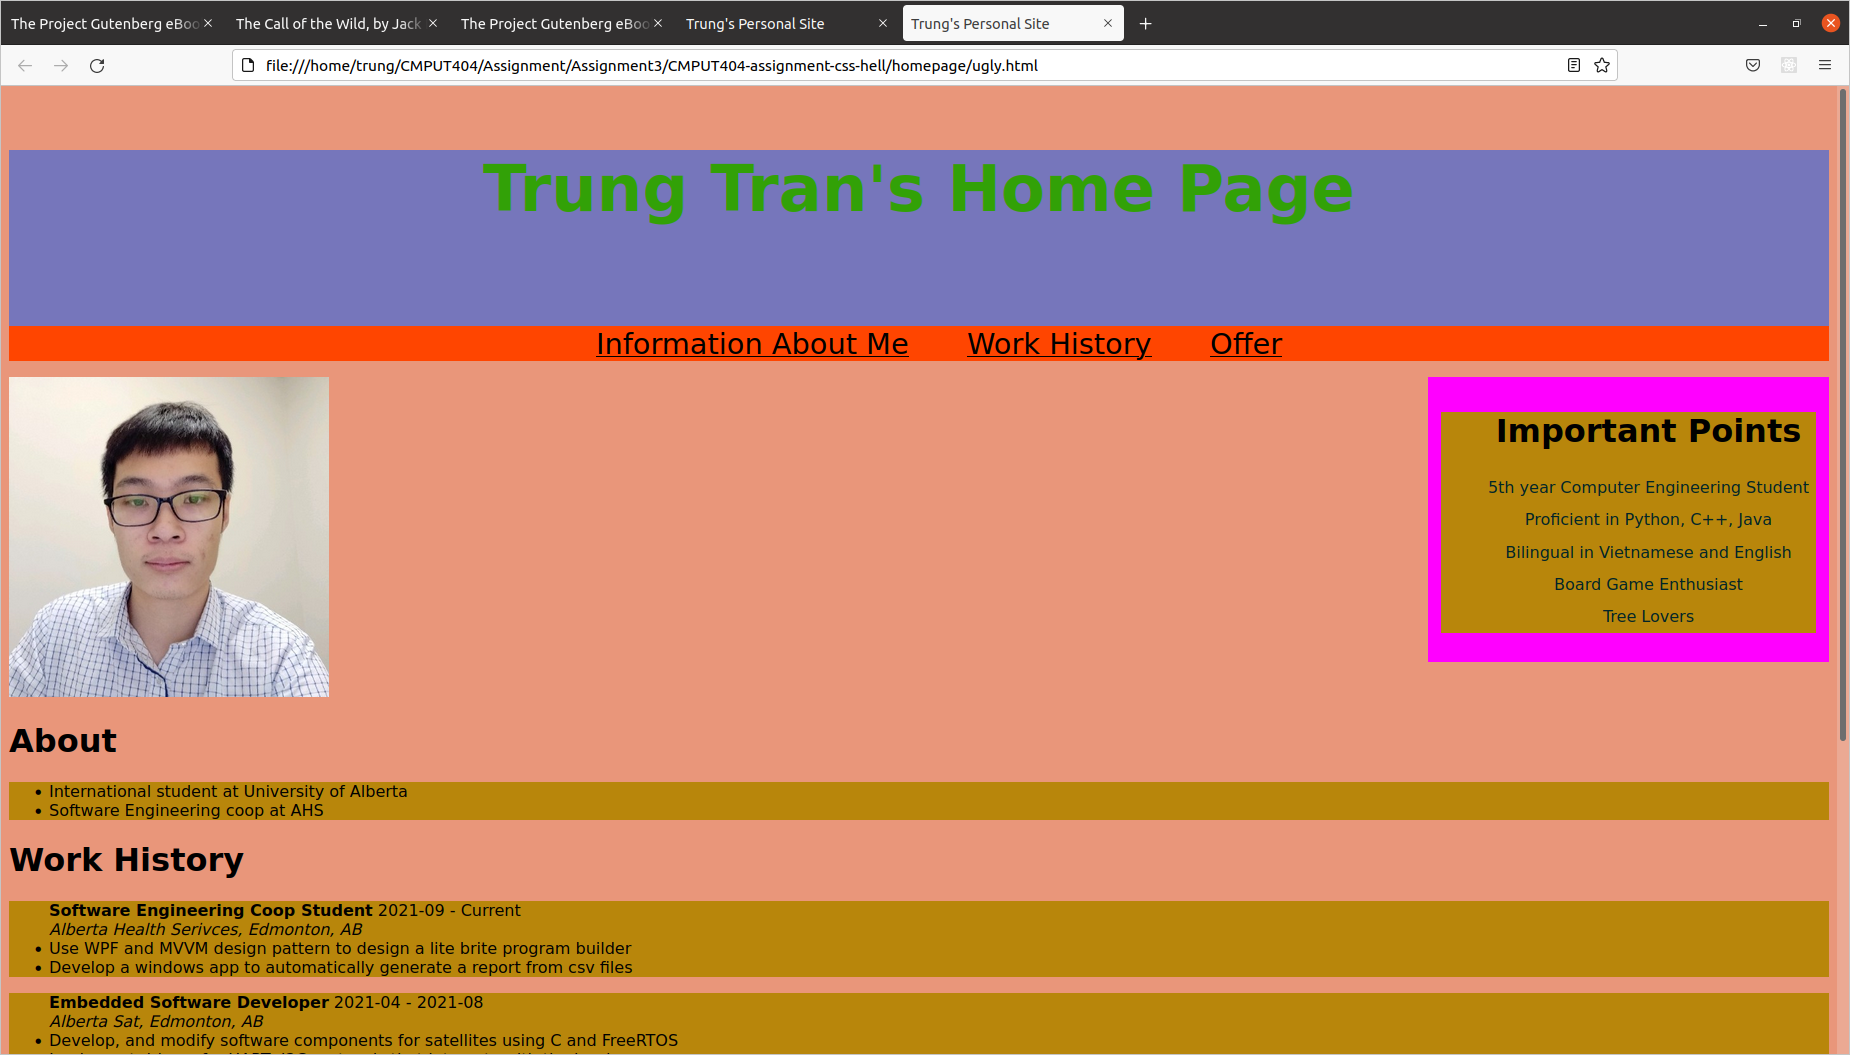 The Project Gutenberg eBoo
The Call of the Wild, by Jack
The Project Gutenberg eBoo
Trung's Personal Site
Trung's Personal Site
file:///home/trung/CMPUT404/Assignment/Assignment3/CMPUT404-assignment-css-hell/homepage/ugly.html
Trung Tran's Home Page
Information About Me Work History Offer
Important Points
5th year Computer Engineering Student
Proficient in Python, C++, Java
Bilingual in Vietnamese and English
Board Game Enthusiast
Tree Lovers
About
• International student at University of Alberta
• Software Engineering coop at AHS
Work History
Software Engineering Coop Student 2021-09 - Current
Alberta Health Serivces, Edmonton, AB
• Use WPF and MVVM design pattern to design a lite brite program builder
• Develop a windows app to automatically generate a report from csv files
Embedded Software Developer 2021-04 - 2021-08
Alberta Sat, Edmonton, AB
• Develop, and modify software components for satellites using C and FreeRTOS